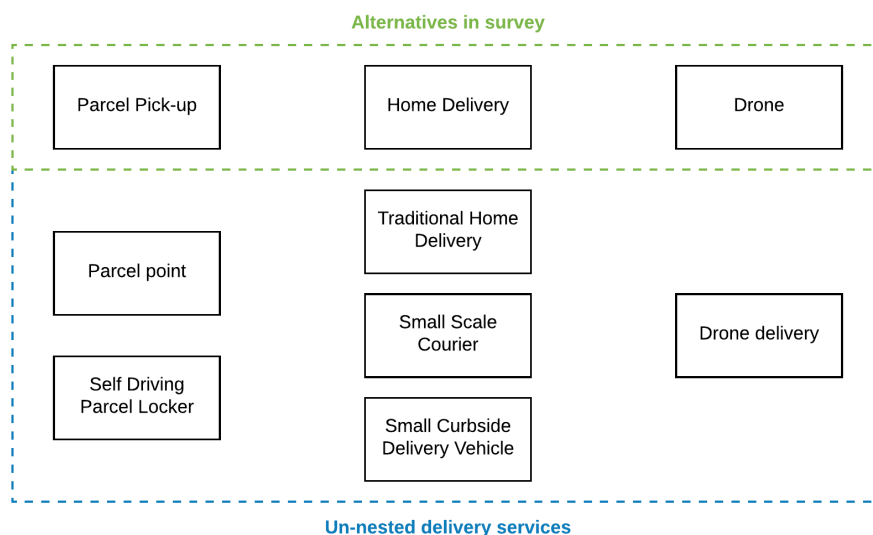 Alternatives in survey
Parcel Pick-up
Home Delivery
Drone
Traditional Home
Delivery
Parcel point
Small Scale
Courier
Drone delivery
Self Driving
Parcel Locker
Small Curbside
Delivery Vehicle
Un-nested delivery services